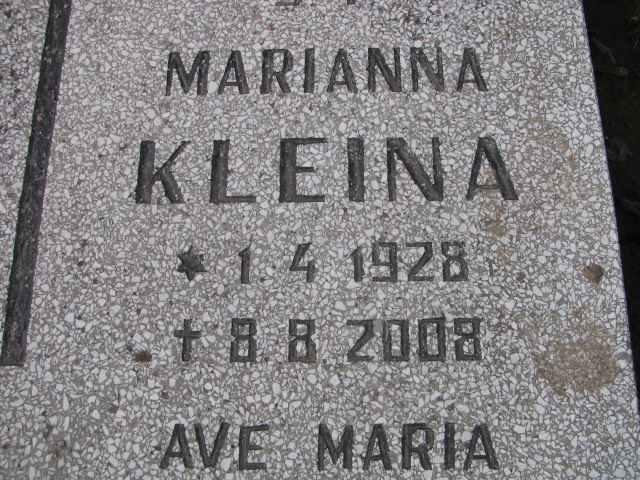 MARIANNA
KLEINA
* 1. 4 1928
† 8. 8. 2008
AVE MARIA